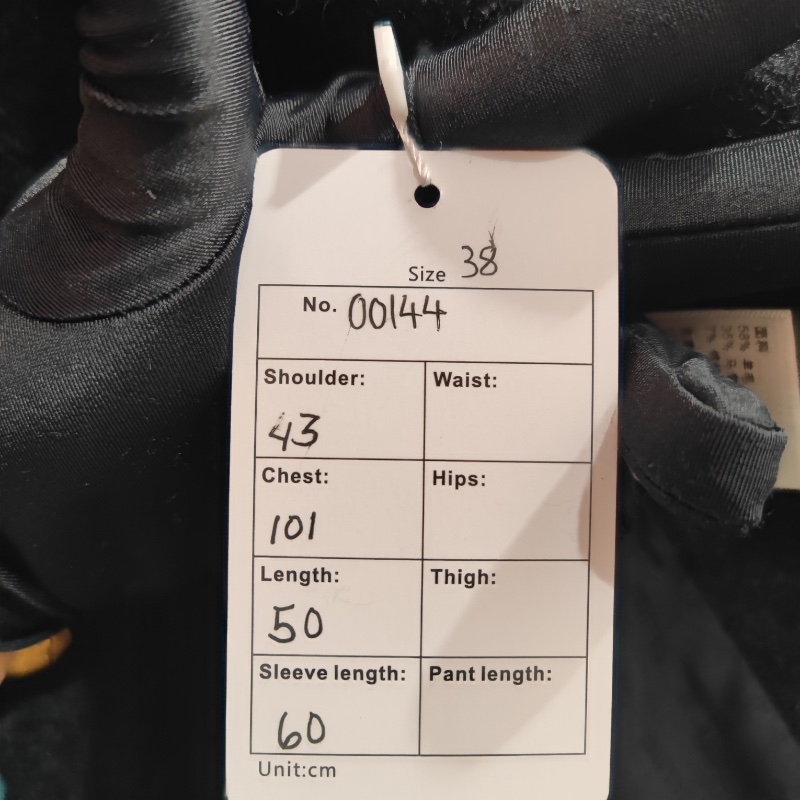 Size 38
No. 00144
Shoulder: Waist:
43
Chest: Hips:
101
Length: Thigh:
50
Sleeve length: Pant length:
60
Unit:cm